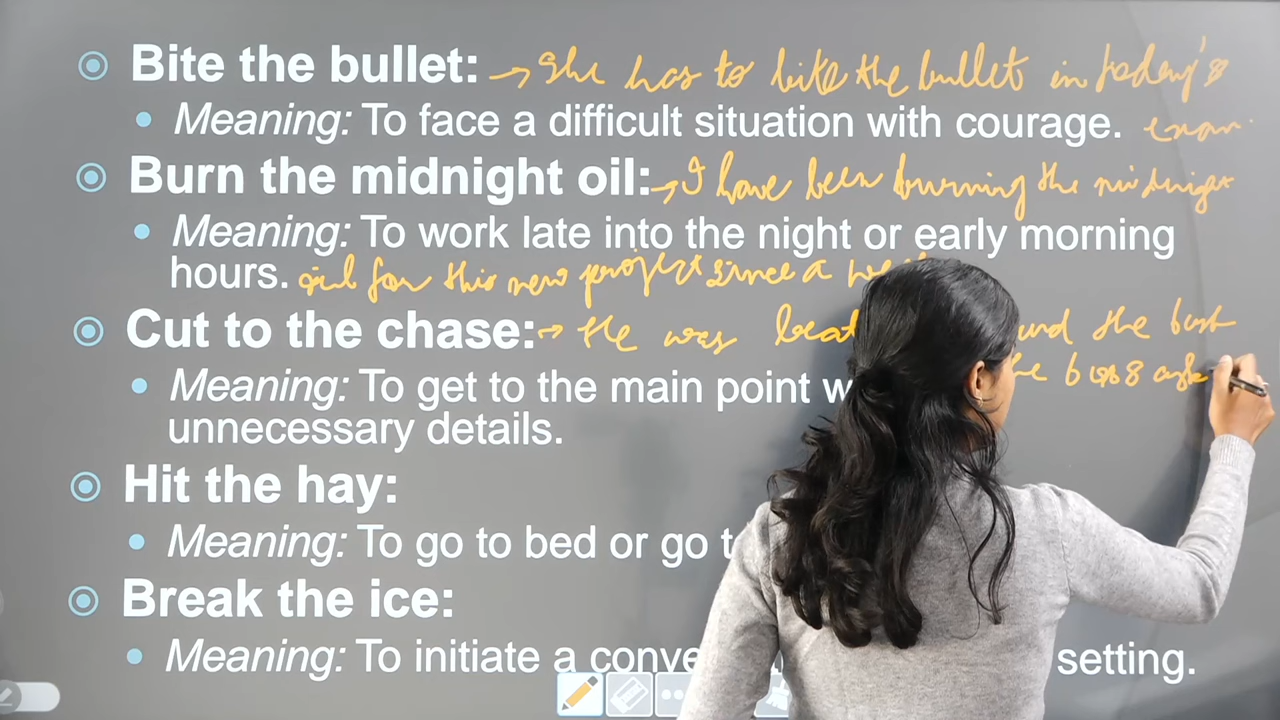 Bite the bullet: → She has to bite the bullet in today's
Meaning: To face a difficult situation with courage. exam.
Burn the midnight oil: → I have been burning the midnight
Meaning: To work late into the night or early morning
hours. oil for this new project since a
Cut to the chase: → He was beat the bush
Meaning: To get to the main point
unnecessary details. boss
Hit the hay:
Meaning: To go to bed or go
Break the ice:
Meaning: To initiate a setting.